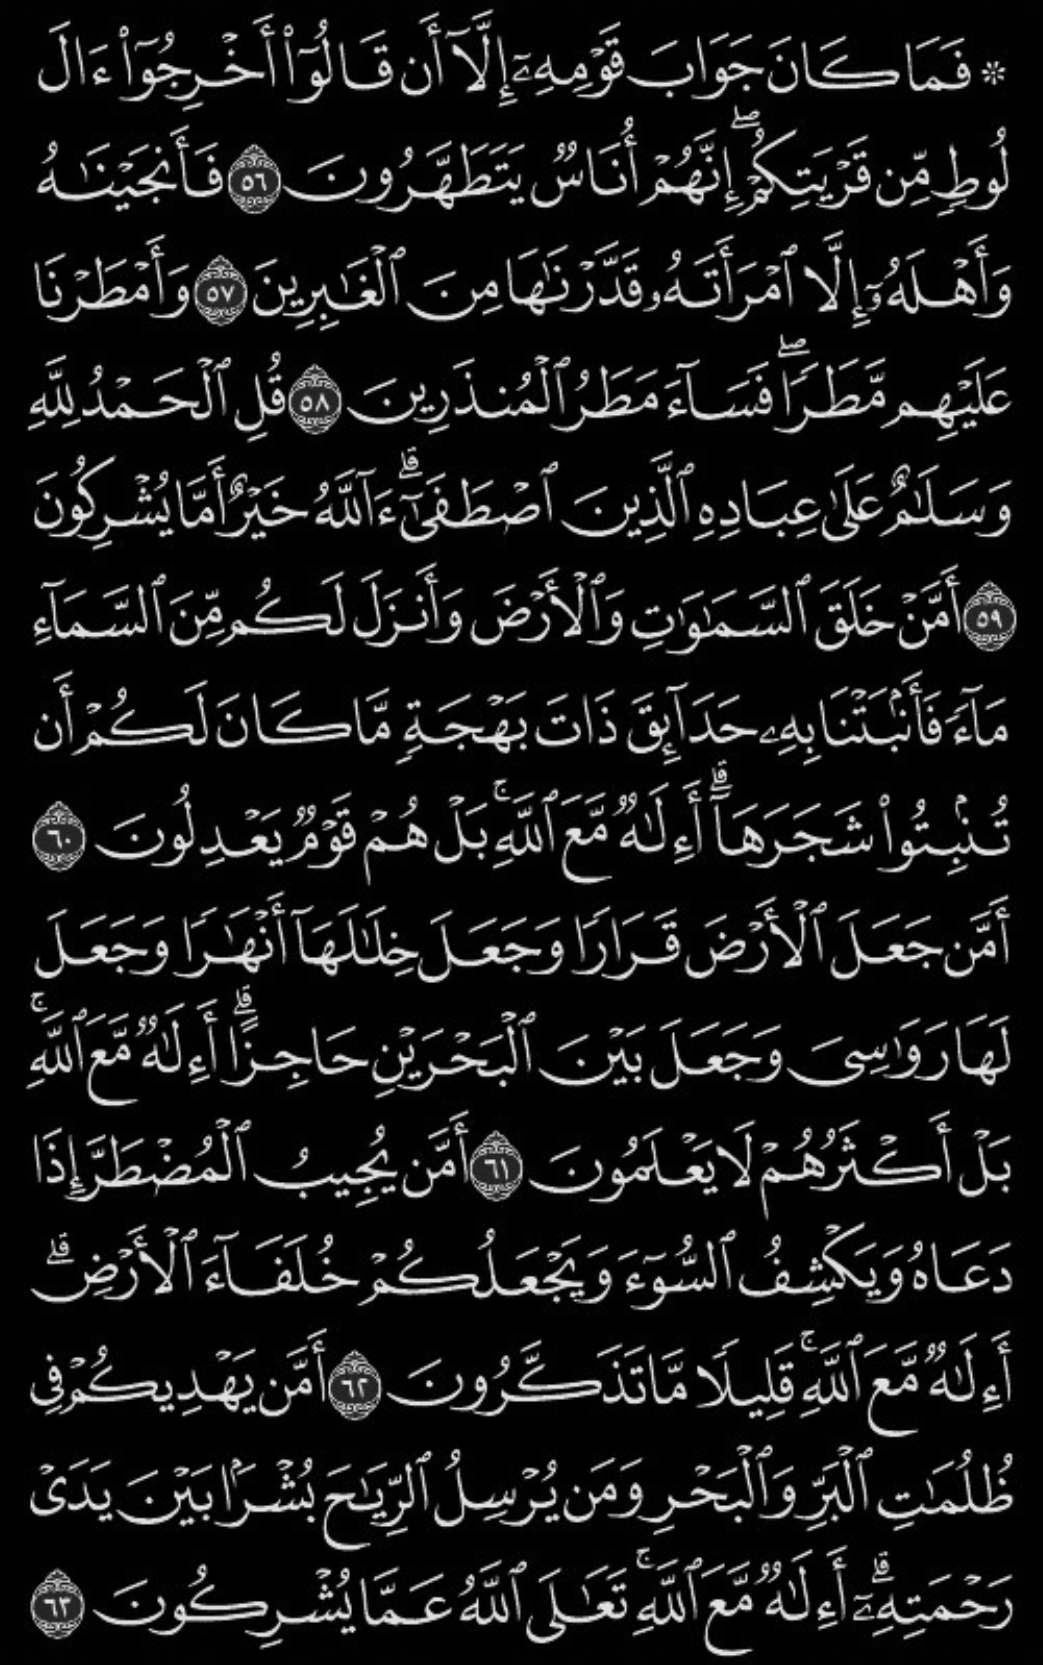 ۞ فَمَا كَانَ جَوَابَ قَوْمِهِۦٓ إِلَّآ أَن قَالُوٓا۟ أَخْرِجُوٓا۟ ءَالَ
لُوطٍ مِّن قَرْيَتِكُمْ ۖ إِنَّهُمْ أُنَاسٌ يَتَطَهَّرُونَ ٥٦ فَأَنجَيْنَٰهُ
وَأَهْلَهُۥٓ إِلَّا ٱمْرَأَتَهُۥ قَدَّرْنَٰهَا مِنَ ٱلْغَٰبِرِينَ ٥٧ وَأَمْطَرْنَا
عَلَيْهِم مَّطَرًا ۖ فَسَآءَ مَطَرُ ٱلْمُنذَرِينَ ٥٨ قُلِ ٱلْحَمْدُ لِلَّهِ
وَسَلَٰمٌ عَلَىٰ عِبَادِهِ ٱلَّذِينَ ٱصْطَفَىٰٓ ۗ ءَآللَّهُ خَيْرٌ أَمَّا يُشْرِكُونَ
٥٩ أَمَّنْ خَلَقَ ٱلسَّمَٰوَٰتِ وَٱلْأَرْضَ وَأَنزَلَ لَكُم مِّنَ ٱلسَّمَآءِ
مَآءً فَأَنۢبَتْنَا بِهِۦ حَدَآئِقَ ذَاتَ بَهْجَةٍ مَّا كَانَ لَكُمْ أَن
تُنۢبِتُوا۟ شَجَرَهَآ ۗ أَءِلَٰهٌ مَّعَ ٱللَّهِ ۚ بَلْ هُمْ قَوْمٌ يَعْدِلُونَ ٦٠
أَمَّن جَعَلَ ٱلْأَرْضَ قَرَارًا وَجَعَلَ خِلَٰلَهَآ أَنْهَٰرًا وَجَعَلَ
لَهَا رَوَٰسِىَ وَجَعَلَ بَيْنَ ٱلْبَحْرَيْنِ حَاجِزًا ۗ أَءِلَٰهٌ مَّعَ ٱللَّهِ ۚ
بَلْ أَكْثَرُهُمْ لَا يَعْلَمُونَ ٦١ أَمَّن يُجِيبُ ٱلْمُضْطَرَّ إِذَا
دَعَاهُ وَيَكْشِفُ ٱلسُّوٓءَ وَيَجْعَلُكُمْ خُلَفَآءَ ٱلْأَرْضِ ۗ
أَءِلَٰهٌ مَّعَ ٱللَّهِ ۚ قَلِيلًا مَّا تَذَكَّرُونَ ٦٢ أَمَّن يَهْدِيكُمْ فِى
ظُلُمَٰتِ ٱلْبَرِّ وَٱلْبَحْرِ وَمَن يُرْسِلُ ٱلرِّيَٰحَ بُشْرًۢا بَيْنَ يَدَىْ
رَحْمَتِهِۦٓ ۗ أَءِلَٰهٌ مَّعَ ٱللَّهِ ۚ تَعَٰلَى ٱللَّهُ عَمَّا يُشْرِكُونَ ٦٣